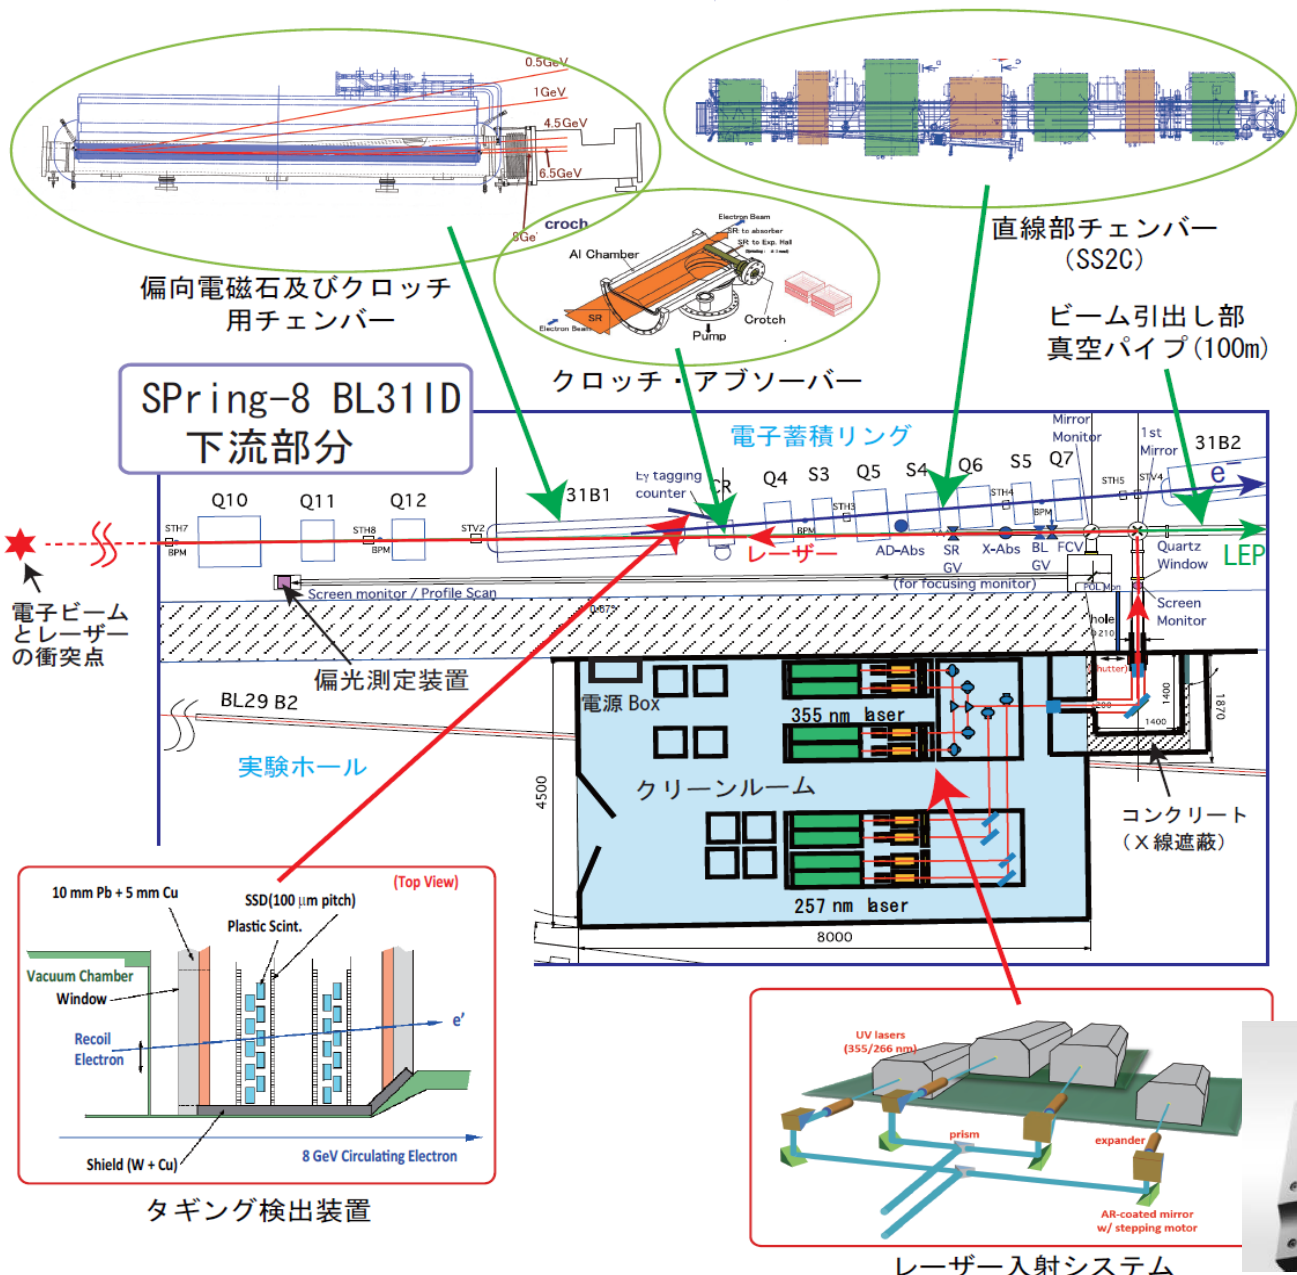 0.5GeV
1GeV
4.5GeV
6.5GeV
croch
偏向電磁石及びクロッチ
用チェンバー
Electron Beam
SR to absorber
SR to Exp. Hall
Al Chamber
SR
Electron Beam
Crotch
Pump
クロッチ・アブソーバー
直線部チェンバー
(SS2C)
ビーム引出し部
真空パイプ(100m)
SPring-8 BL31ID
下流部分
電子蓄積リング
Mirror
Monitor
1st
Mirror
31B2
e⁻
Q10
Q11
Q12
31B1
Eγ tagging
counter
CR
Q4
S3
Q5
S4
Q6
S5
Q7
STH7
BPM
STH8
BPM
STV2
BPM
STH3
STH4
BPM
STH5
STV4
レーザー
AD-Abs
SR
GV
X-Abs
BL
GV
FCV
Quartz
Window
LEP
(for focusing monitor)
Screen monitor / Profile Scan
POL Mon
Screen
Monitor
電子ビーム
とレーザー
の衝突点
0.67°
hole
偏光測定装置
BL29 B2
電源 Box
355 nm laser
1400
1400
1870
実験ホール
クリーンルーム
4500
コンクリート
(X線遮蔽)
257 nm laser
8000
10 mm Pb + 5 mm Cu
(Top View)
SSD(100 μm pitch)
Plastic Scint.
Vacuum Chamber
Window
Recoil
Electron
e'
8 GeV Circulating Electron
Shield (W + Cu)
タギング検出装置
UV lasers
(355/266 nm)
prism
expander
AR-coated mirror
w/ stepping motor
レーザー入射システム